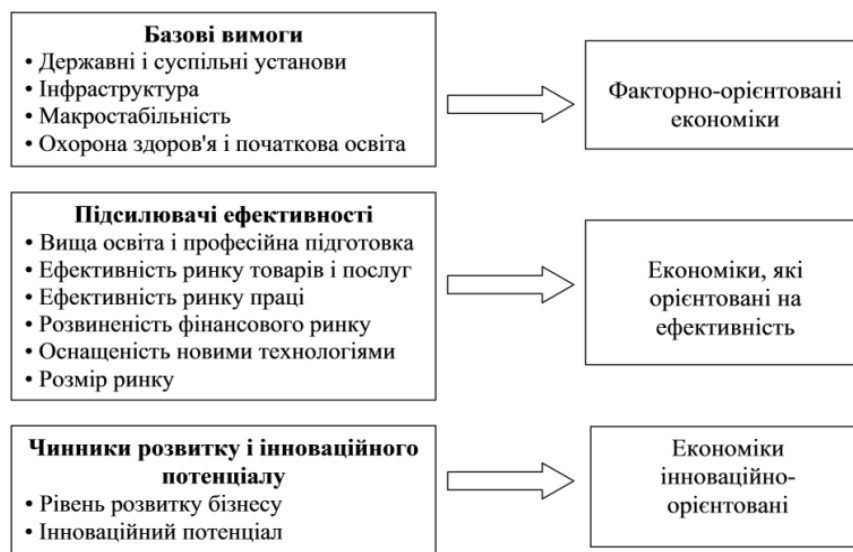 Базові вимоги
• Державні і суспільні установи
• Інфраструктура
• Макростабільність
• Охорона здоров'я і початкова освіта
Факторно-орієнтовані
економіки
Підсилювачі ефективності
• Вища освіта і професійна підготовка
• Ефективність ринку товарів і послуг
• Ефективність ринку праці
• Розвиненість фінансового ринку
• Оснащеність новими технологіями
• Розмір ринку
Економіки, які
орієнтовані на
ефективність
Чинники розвитку і інноваційного
потенціалу
• Рівень розвитку бізнесу
• Інноваційний потенціал
Економіки
інноваційно-
орієнтовані